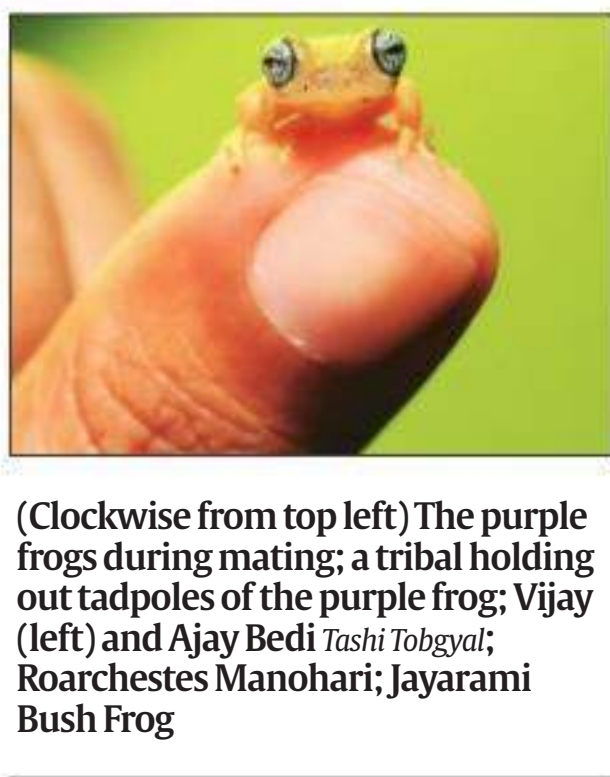 (Clockwise from top left) The purple
frogs during mating; a tribal holding
out tadpoles of the purple frog; Vijay
(left) and Ajay Bedi Tashi Tobgyal;
Roarchestes Manohari; Jayarami
Bush Frog